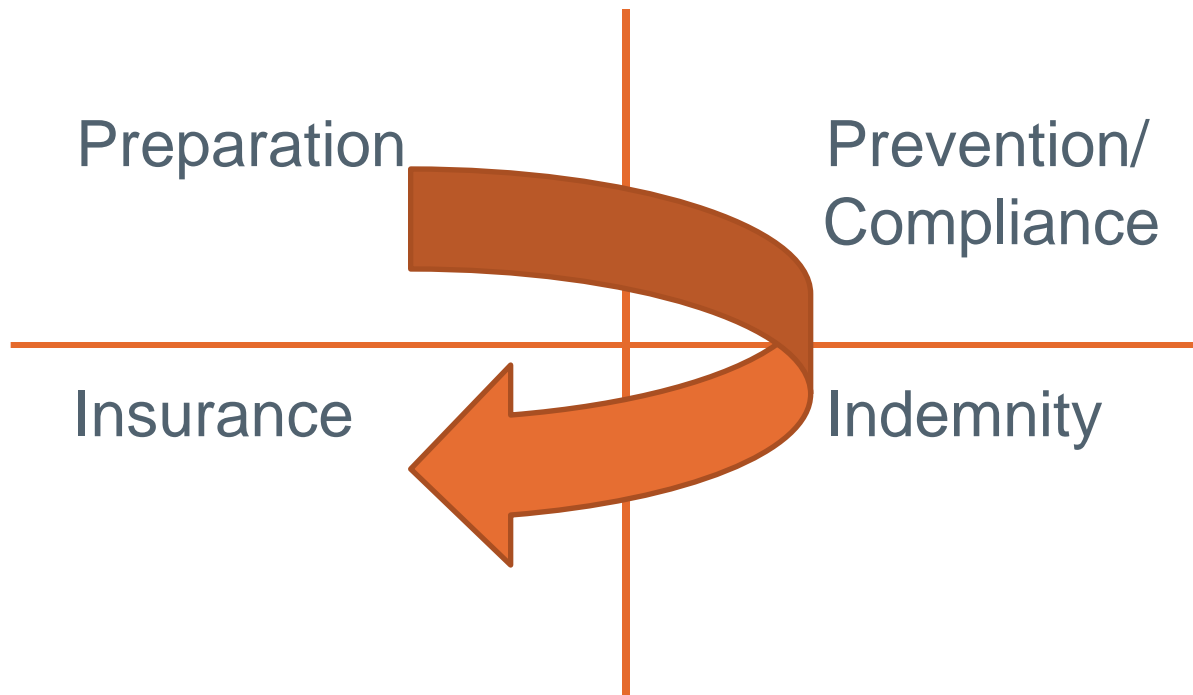 Preparation
Prevention/
Compliance
Insurance
Indemnity